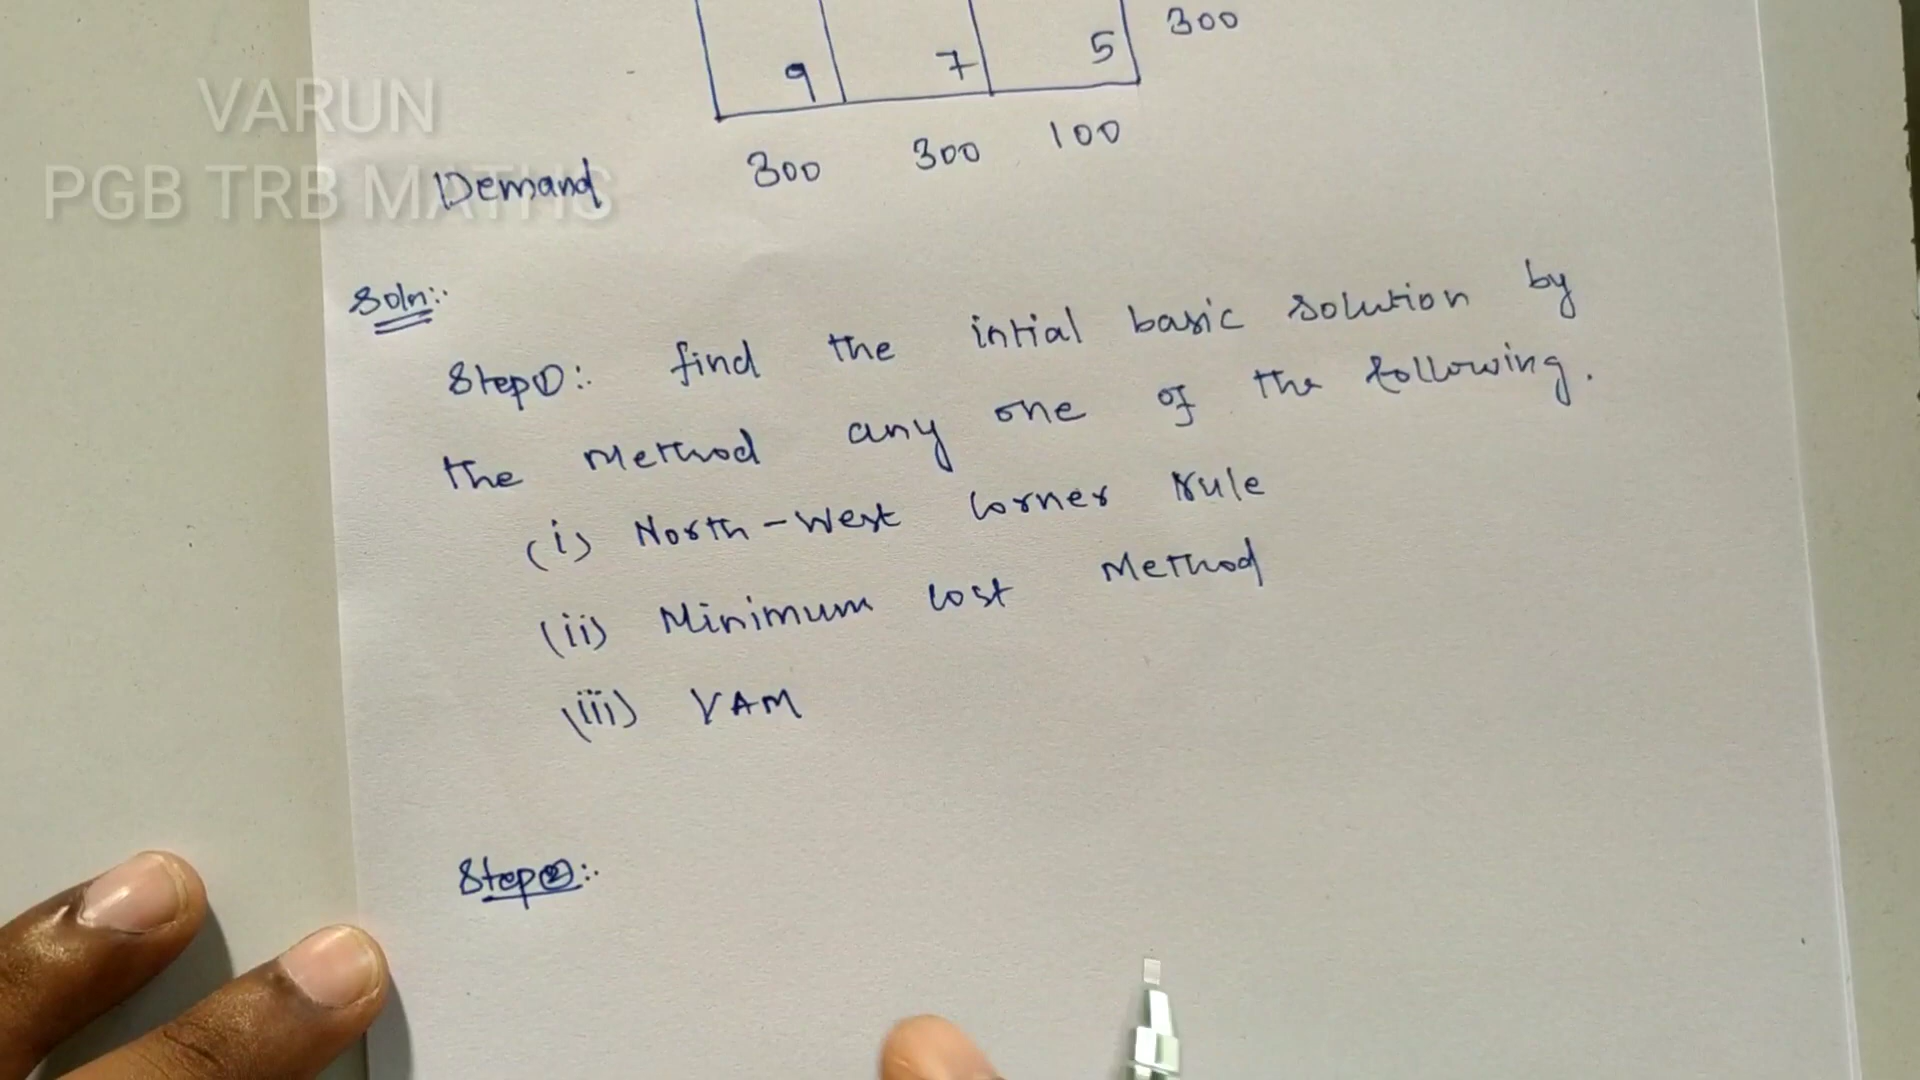 300
9 7 5
300 300 100
Demand
VARUN
PGB TRB MATHS
Soln:-
Step①:- find the intial basic solution by
the Method any one of the following.
(i) North-West Corner Rule
(ii) Minimum Cost Method
(iii) VAM
Step②:-